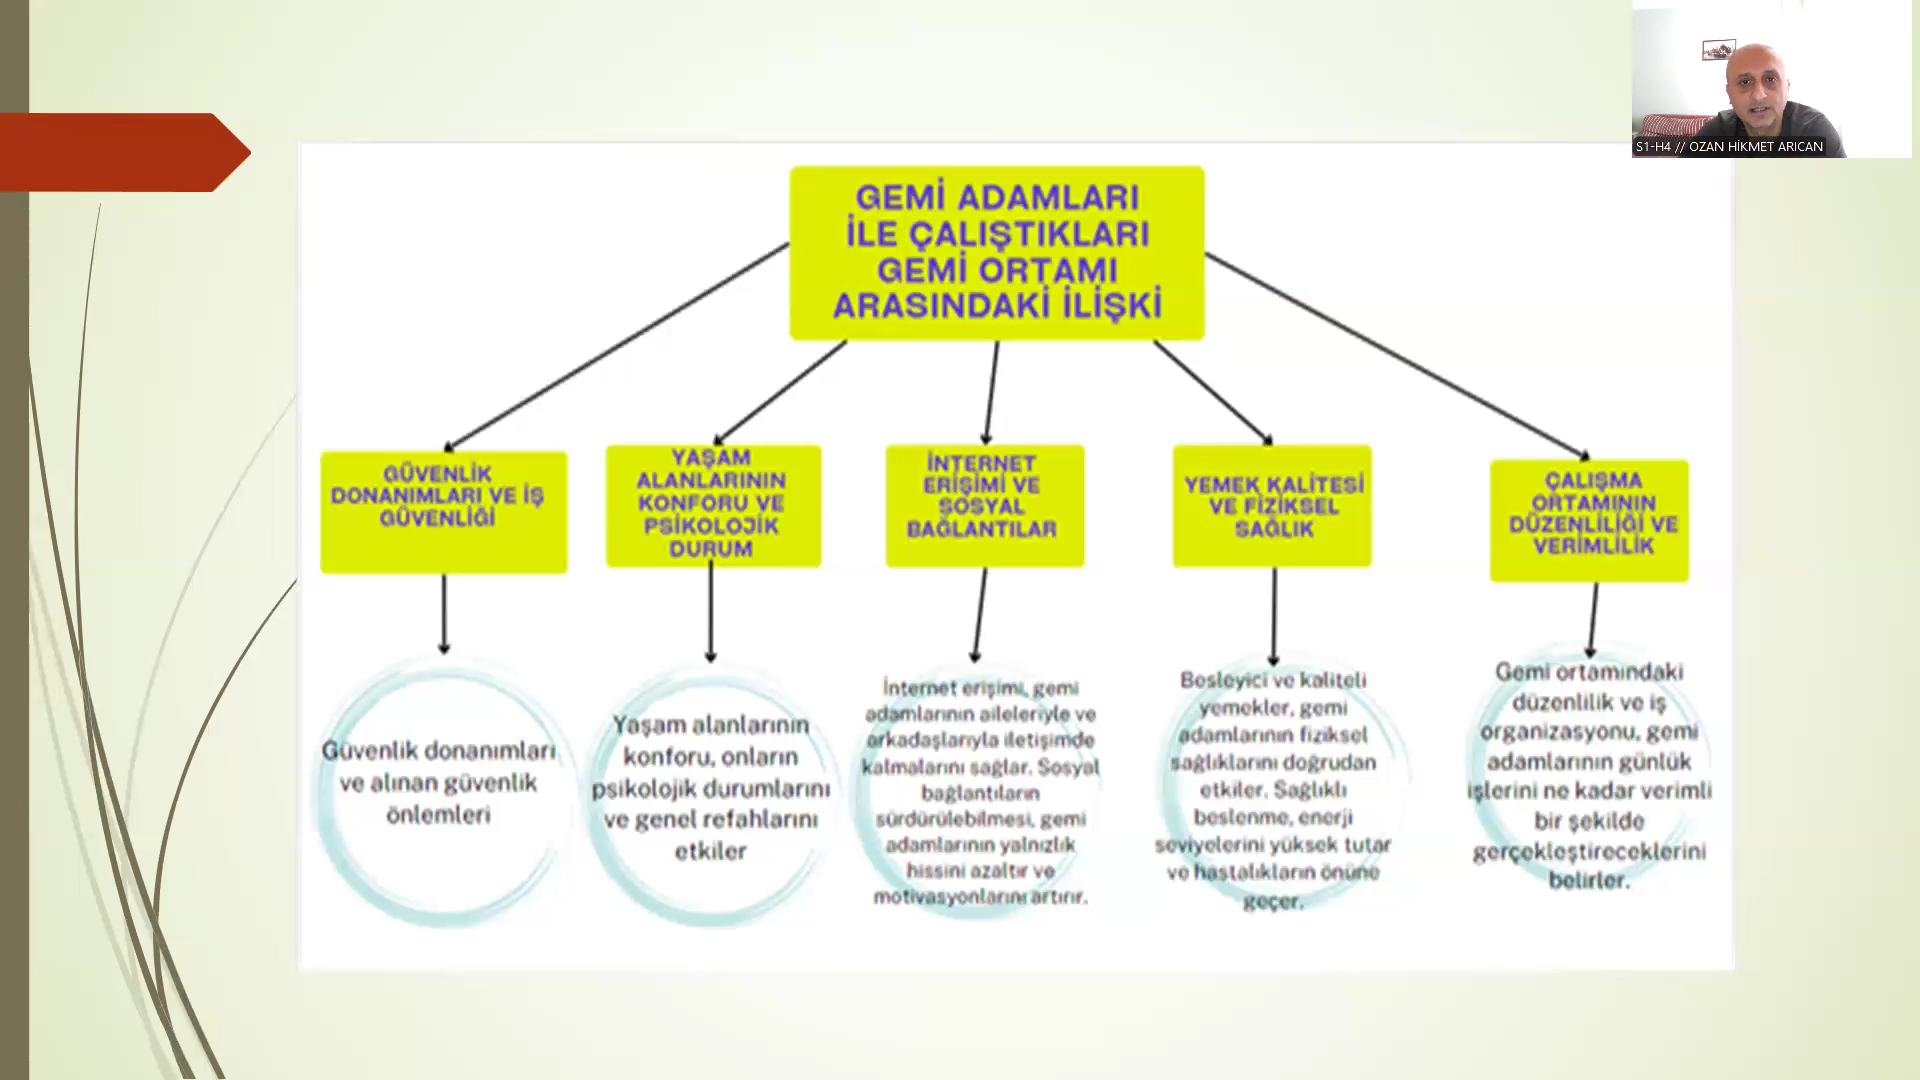 S1-H4 // OZAN HİKMET ARICAN
GEMİ ADAMLARI
İLE ÇALIŞTIKLARI
GEMİ ORTAMI
ARASINDAKİ İLİŞKİ
GÜVENLİK
DONANIMLARI VE İŞ
GÜVENLİĞİ
YAŞAM
ALANLARININ
KONFORU VE
PSİKOLOJİK
DURUM
İNTERNET
ERİŞİMİ VE
SOSYAL
BAĞLANTILAR
YEMEK KALİTESİ
VE FİZİKSEL
SAĞLIK
ÇALIŞMA
ORTAMININ
DÜZENLİLİĞİ VE
VERİMLİLİK
Güvenlik donanımları
ve alınan güvenlik
önlemleri
Yaşam alanlarının
konforu, onların
psikolojik durumlarını
ve genel refahlarını
etkiler
İnternet erişimi, gemi
adamlarının aileleriyle ve
arkadaşlarıyla iletişimde
kalmalarını sağlar. Sosyal
bağlantıların
sürdürülebilmesi, gemi
adamlarının yalnızlık
hissini azaltır ve
motivasyonlarını artırır.
Besleyici ve kaliteli
yemekler, gemi
adamlarının fiziksel
sağlıklarını doğrudan
etkiler. Sağlıklı
beslenme, enerji
seviyelerini yüksek tutar
ve hastalıkların önüne
geçer.
Gemi ortamındaki
düzenlilik ve iş
organizasyonu, gemi
adamlarının günlük
işlerini ne kadar verimli
bir şekilde
gerçekleştireceklerini
belirler.